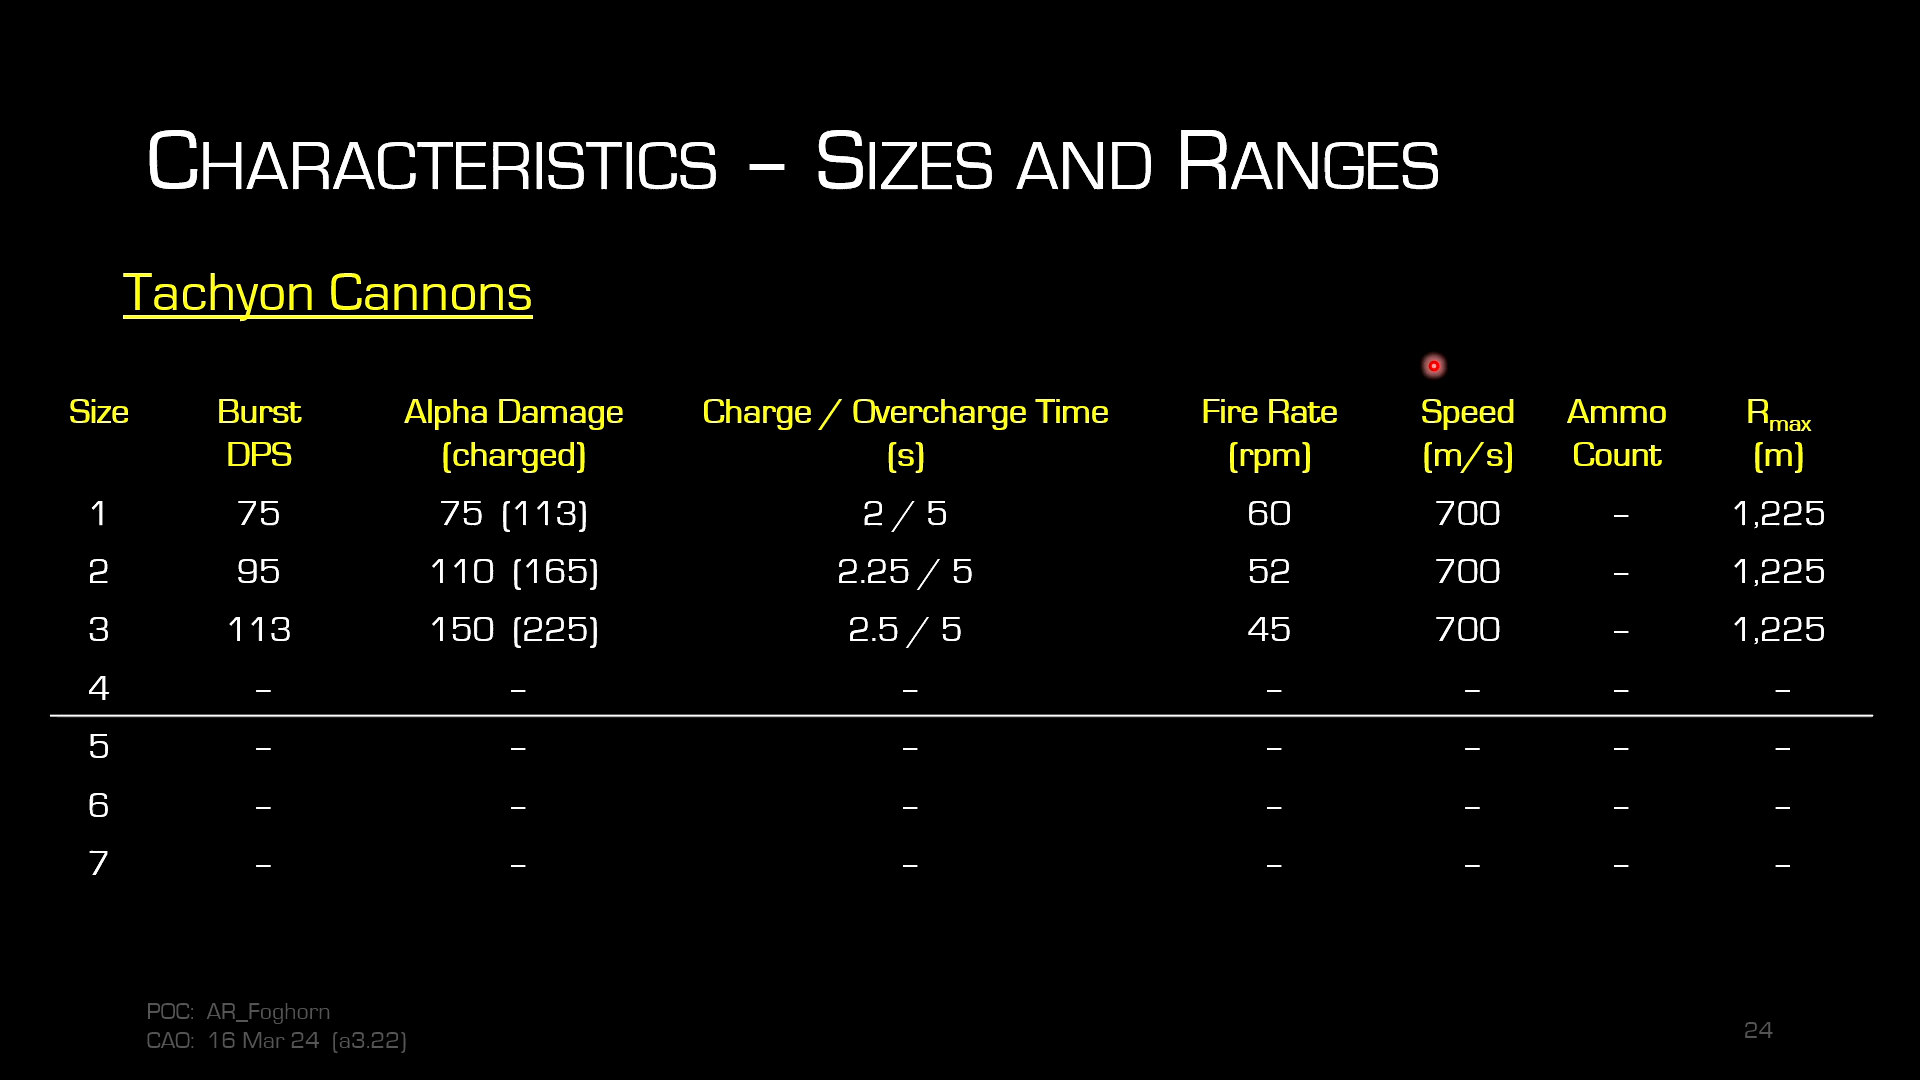 CHARACTERISTICS – SIZES AND RANGES
Tachyon Cannons
Size Burst DPS Alpha Damage (charged) Charge / Overcharge Time (s) Fire Rate (rpm) Speed (m/s) Ammo Count Rmax (m)
1 75 75 (113) 2 / 5 60 700 – 1,225
2 95 110 (165) 2.25 / 5 52 700 – 1,225
3 113 150 (225) 2.5 / 5 45 700 – 1,225
4 – – – – – – –
5 – – – – – – –
6 – – – – – – –
7 – – – – – – –
POC: AR_Foghorn
CAO: 16 Mar 24 (a3.22)
24